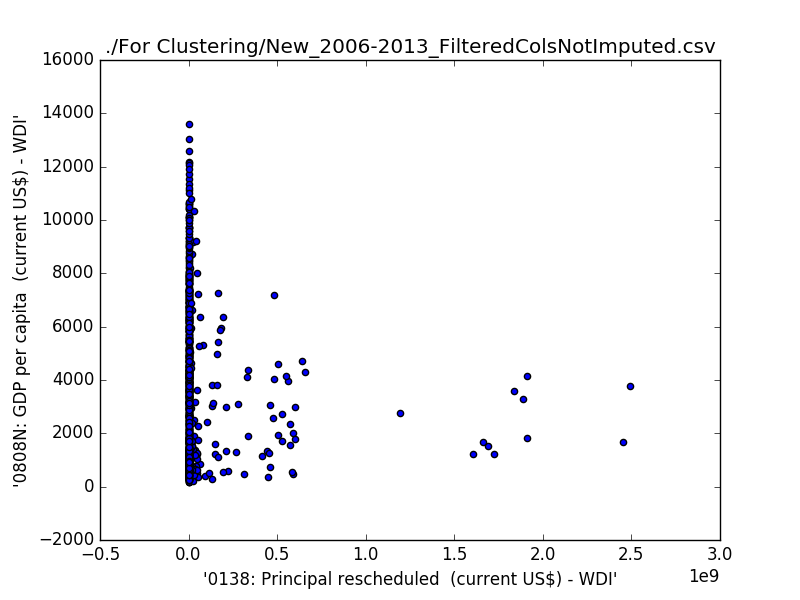 ./For Clustering/New_2006-2013_FilteredColsNotImputed.csv
16000
14000
12000
10000
8000
6000
4000
2000
0
−2000
'0808N: GDP per capita  (current US$) - WDI'
−0.5 0.0 0.5 1.0 1.5 2.0 2.5 3.0
1e9
'0138: Principal rescheduled  (current US$) - WDI'